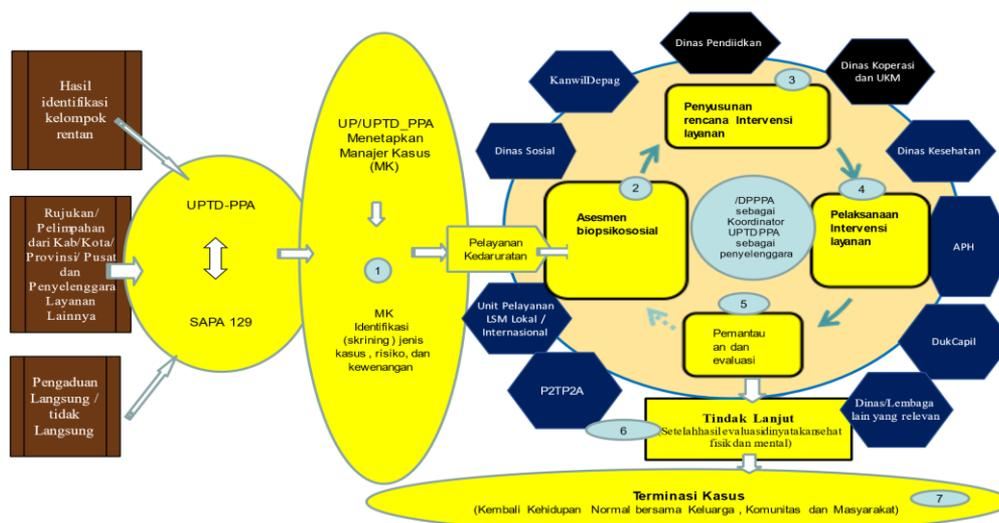 Hasil
identifikasi
kelompok
rentan
Rujukan/
Pelimpahan
dari Kab/Kota/
Provinsi/ Pusat
dan
Penyelenggara
Layanan
Lainnya
Pengaduan
Langsung /
tidak
Langsung
UPTD-PPA
SAPA 129
UP/UPTD_PPA
Menetapkan
Manajer Kasus
(MK)
1
MK
Identifikasi
(skrining ) jenis
kasus , risiko, dan
kewenangan
Pelayanan
Kedaruratan
Dinas Sosial
KanwilDepag
Dinas Pendiidkan
Dinas Koperasi
dan UKM
Dinas Kesehatan
APH
DukCapil
Dinas/Lembaga
lain yang relevan
P2TP2A
Unit Pelayanan
LSM Lokal /
Internasional
2
Asesmen
biopsikososial
3
Penyusunan
rencana Intervensi
layanan
4
Pelaksanaan
Intervensi
layanan
/DPPPA
sebagai
Koordinator
UPTDPPA
sebagai
penyelenggara
5
Pemantau
an dan
evaluasi
6
Tindak Lanjut
(Setelahhasilevaluasidinyatakansehat
fisikdan mental)
7
Terminasi Kasus
(Kembali Kehidupan Normal bersama Keluarga , Komunitas dan Masyarakat)